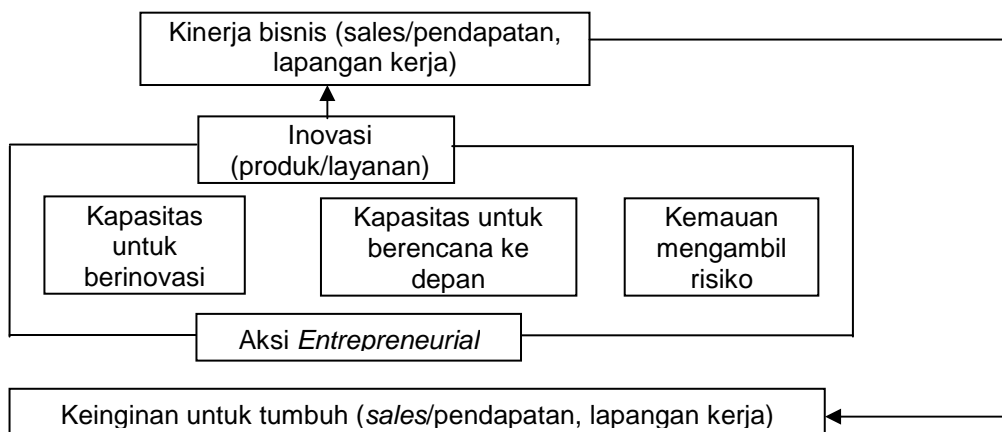 Kinerja bisnis (sales/pendapatan,
lapangan kerja)
Inovasi
(produk/layanan)
Kapasitas
untuk
berinovasi
Kapasitas untuk
berencana ke
depan
Kemauan
mengambil
risiko
Aksi Entrepreneurial
Keinginan untuk tumbuh (sales/pendapatan, lapangan kerja)